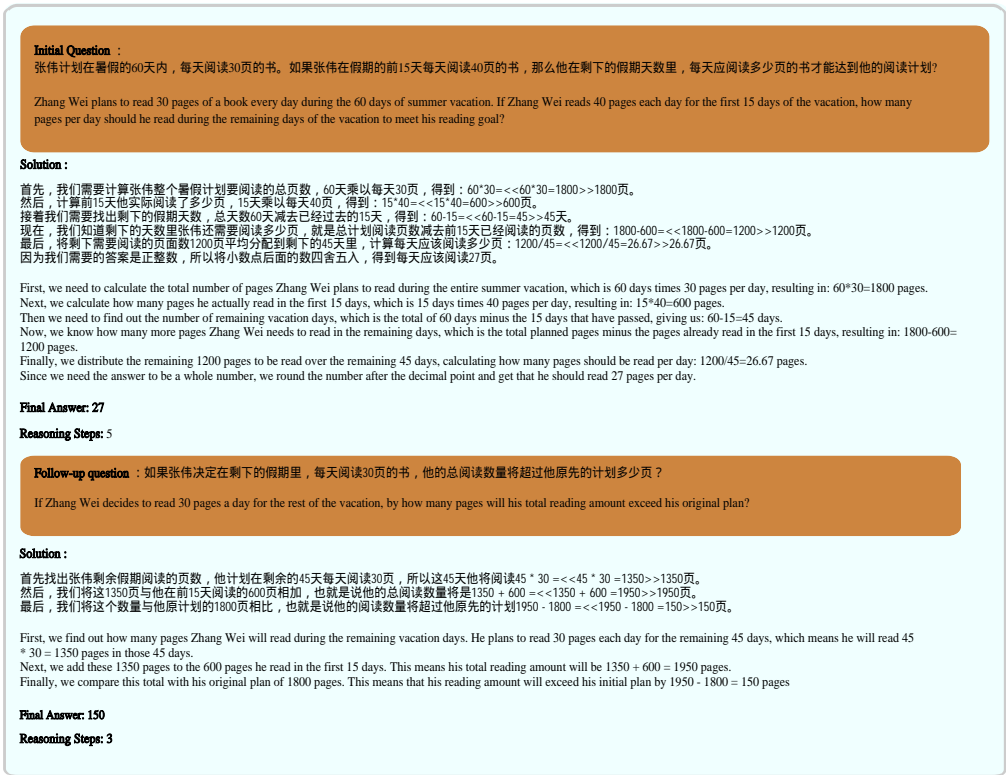 Initial Question ：
张伟计划在暑假的60天内，每天阅读30页的书。如果张伟在假期的前15天每天阅读40页的书，那么他在剩下的假期天数里，每天应阅读多少页的书才能达到他的阅读计划?
Zhang Wei plans to read 30 pages of a book every day during the 60 days of summer vacation. If Zhang Wei reads 40 pages each day for the first 15 days of the vacation, how many
pages per day should he read during the remaining days of the vacation to meet his reading goal?
Solution :
首先，我们需要计算张伟整个暑假计划要阅读的总页数，60天乘以每天30页，得到：60*30=<<60*30=1800>>1800页。
然后，计算前15天他实际阅读了多少页，15天乘以每天40页，得到：15*40=<<15*40=600>>600页。
接着我们需要找出剩下的假期天数，总天数60天减去已经过去的15天，得到：60-15=<<60-15=45>>45天。
现在，我们知道剩下的天数里张伟还需要阅读多少页，就是总计划阅读页数减去前15天已经阅读的页数，得到：1800-600=<<1800-600=1200>>1200页。
最后，将剩下需要阅读的页面数1200页平均分配到剩下的45天里，计算每天应该阅读多少页：1200/45=<<1200/45=26.67>>26.67页。
因为我们需要的答案是正整数，所以将小数点后面的数四舍五入，得到每天应该阅读27页。
First, we need to calculate the total number of pages Zhang Wei plans to read during the entire summer vacation, which is 60 days times 30 pages per day, resulting in: 60*30=1800 pages.
Next, we calculate how many pages he actually read in the first 15 days, which is 15 days times 40 pages per day, resulting in: 15*40=600 pages.
Then we need to find out the number of remaining vacation days, which is the total of 60 days minus the 15 days that have passed, giving us: 60-15=45 days.
Now, we know how many more pages Zhang Wei needs to read in the remaining days, which is the total planned pages minus the pages already read in the first 15 days, resulting in: 1800-600=
1200 pages.
Finally, we distribute the remaining 1200 pages to be read over the remaining 45 days, calculating how many pages should be read per day: 1200/45=26.67 pages.
Since we need the answer to be a whole number, we round the number after the decimal point and get that he should read 27 pages per day.
Final Answer: 27
Reasoning Steps: 5
Follow-up question ：如果张伟决定在剩下的假期里，每天阅读30页的书，他的总阅读数量将超过他原先的计划多少页？
If Zhang Wei decides to read 30 pages a day for the rest of the vacation, by how many pages will his total reading amount exceed his original plan?
Solution :
首先找出张伟剩余假期阅读的页数，他计划在剩余的45天每天阅读30页，所以这45天他将阅读45 * 30 =<<45 * 30 =1350>>1350页。
然后，我们将这1350页与他在前15天阅读的600页相加，也就是说他的总阅读数量将是1350 + 600 =<<1350 + 600 =1950>>1950页。
最后，我们将这个数量与他原计划的1800页相比，也就是说他的阅读数量将超过他原先的计划1950 - 1800 =<<1950 - 1800 =150>>150页。
First, we find out how many pages Zhang Wei will read during the remaining vacation days. He plans to read 30 pages each day for the remaining 45 days, which means he will read 45
* 30 = 1350 pages in those 45 days.
Next, we add these 1350 pages to the 600 pages he read in the first 15 days. This means his total reading amount will be 1350 + 600 = 1950 pages.
Finally, we compare this total with his original plan of 1800 pages. This means that his reading amount will exceed his initial plan by 1950 - 1800 = 150 pages
Final Answer: 150
Reasoning Steps: 3